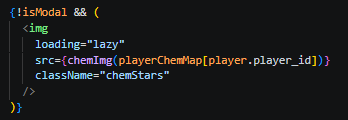 {!isModal && (
<img
loading="lazy"
src={chemImg(playerChemMap[player.player_id])}
className="chemStars"
/>
)}